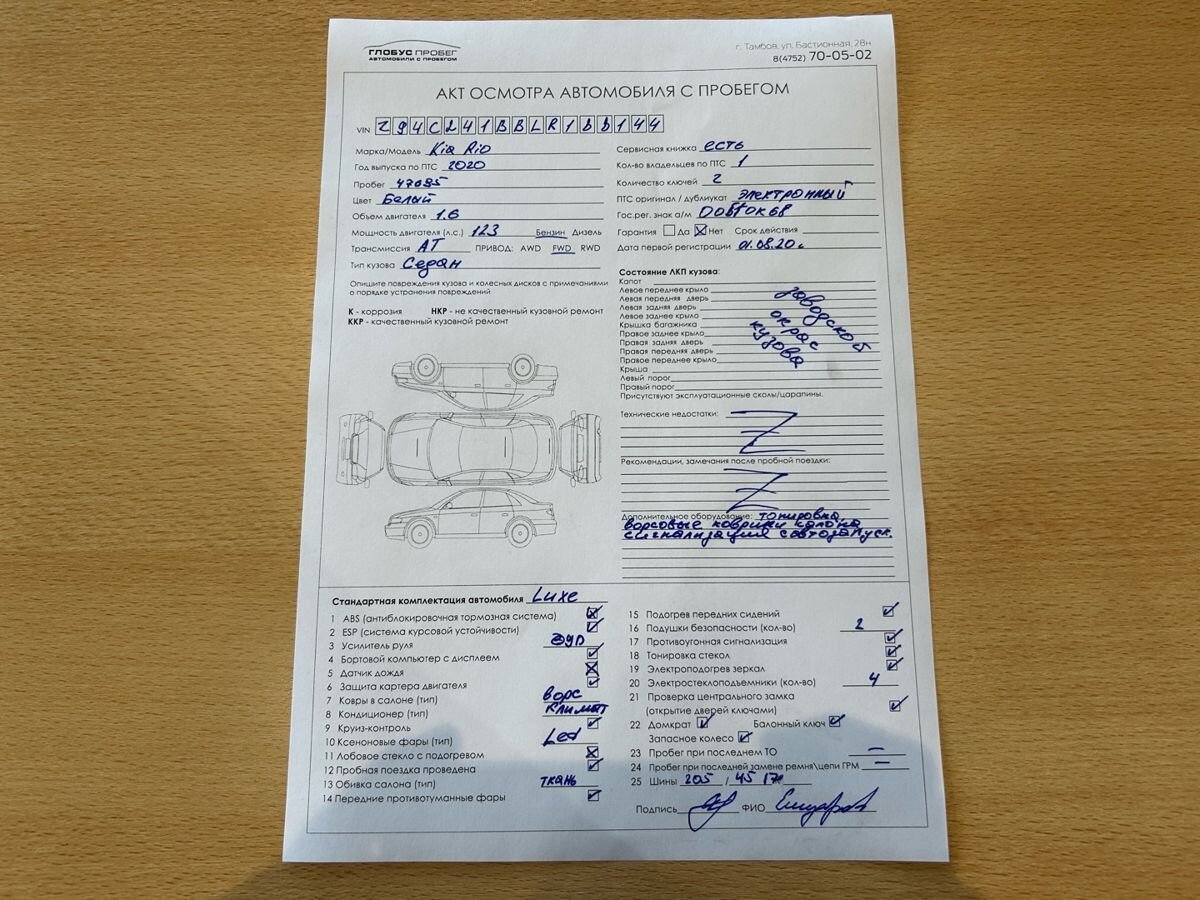 ГЛОБУС ПРОБЕГ
АВТОМОБИЛИ С ПРОБЕГОМ
г. Тамбов, ул. Бастионная, 28н
8(4752) 70-05-02
АКТ ОСМОТРА АВТОМОБИЛЯ С ПРОБЕГОМ
VIN Z94C241BBLR188144
Марка/Модель Kia Rio
Год выпуска по ПТС 2020
Пробег 47095
Цвет Белый
Объем двигателя 1.6
Мощность двигателя (л.с.) 123 Бензин Дизель
Трансмиссия АТ ПРИВОД: AWD FWD RWD
Тип кузова Седан
Опишите повреждения кузова и колесных дисков с примечаниями
о порядке устранения повреждений
К - коррозия НКР - не качественный кузовной ремонт
ККР - качественный кузовной ремонт
Сервисная книжка есть
Кол-во владельцев по ПТС 1
Количество ключей 2
ПТС оригинал / дубликат электронный
Гос.рег. знак а/м
Гарантия Да Нет Срок действия
Дата первой регистрации 01.08.20г
Состояние ЛКП кузова:
Капот
Левое переднее крыло
Левая передняя дверь
Левая задняя дверь
Левое заднее крыло
Крышка багажника
Правое заднее крыло
Правая задняя дверь
Правая передняя дверь
Правое переднее крыло
Крыша
Левый порог
Правый порог
заводской
окрас
кузова
Присутствуют эксплуатационные сколы/царапины.
Технические недостатки: Z
Рекомендации, замечания после пробной поездки: Z
Дополнительное оборудование: тонировка,
ворсовые коврики салона
сигнализация с автозапуск.
Стандартная комплектация автомобиля Luxe
1 ABS (антиблокировочная тормозная система)
2 ESP (система курсовой устойчивости)
3 Усилитель руля ЭУР
4 Бортовой компьютер с дисплеем
5 Датчик дождя
6 Защита картера двигателя
7 Ковры в салоне (тип) ворс
8 Кондиционер (тип) климат
9 Круиз-контроль
10 Ксеноновые фары (тип) Led
11 Лобовое стекло с подогревом
12 Пробная поездка проведена
13 Обивка салона (тип) ткань
14 Передние противотуманные фары
15 Подогрев передних сидений
16 Подушки безопасности (кол-во) 2
17 Противоугонная сигнализация
18 Тонировка стекол
19 Электроподогрев зеркал
20 Электростеклоподъемники (кол-во) 4
21 Проверка центрального замка
(открытие дверей ключами)
22 Домкрат Балонный ключ
Запасное колесо
23 Пробег при последнем ТО —
24 Пробег при последней замене ремня\цепи ГРМ —
25 Шины 205 / 45 17
Подпись ФИО